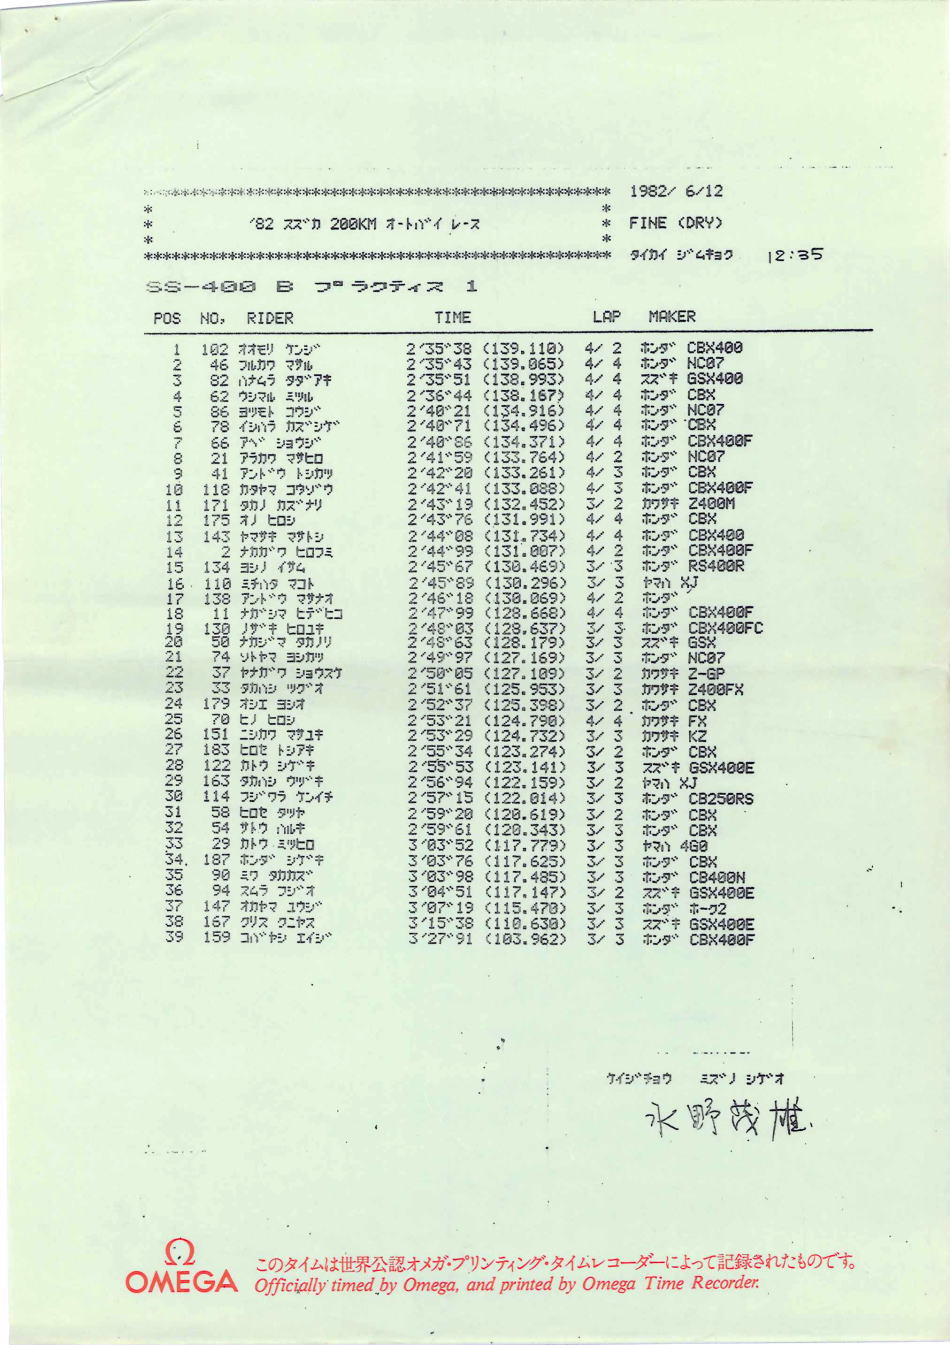 ************************************************** 1982/ 6/12
* '82 スズカ 200KM オートバイ レース * FINE (DRY)
************************************************** タイカイ ジムキョク 12:35
SS-400 B プラクティス 1
POS NO, RIDER TIME LAP MAKER
1 102 オオモリ ケンジ 2'35"38 (139.110) 4/ 2 ホンダ CBX400
2 46 フルカワ マサル 2'35"43 (139.065) 4/ 4 ホンダ NC07
3 82 ハナムラ タダアキ 2'35"51 (138.993) 4/ 4 スズキ GSX400
4 62 ウシマル ミツル 2'36"44 (138.167) 4/ 4 ホンダ CBX
5 86 ヨツモト コウジ 2'40"21 (134.916) 4/ 4 ホンダ NC07
6 78 イシハラ カズシゲ 2'40"71 (134.496) 4/ 4 ホンダ CBX
7 66 アベ ショウジ 2'40"86 (134.371) 4/ 4 ホンダ CBX400F
8 21 アラカワ マサヒロ 2'41"59 (133.764) 4/ 2 ホンダ NC07
9 41 アンドウ トシカツ 2'42"20 (133.261) 4/ 3 ホンダ CBX
10 118 カタヤマ コウゾウ 2'42"41 (133.088) 4/ 3 ホンダ CBX400F
11 171 タカノ カズナリ 2'43"19 (132.452) 3/ 2 カワサキ Z400M
12 175 オノ ヒロシ 2'43"76 (131.991) 4/ 4 ホンダ CBX
13 143 ヤマサキ マサトシ 2'44"08 (131.734) 4/ 4 ホンダ CBX400
14 2 ナカガワ ヒロフミ 2'44"99 (131.007) 4/ 2 ホンダ CBX400F
15 134 ヨシノ イサム 2'45"67 (130.469) 3/ 3 ホンダ RS400R
16 110 ミチハタ マコト 2'45"89 (130.296) 3/ 3 ヤマハ XJ
17 138 アンドウ マサナオ 2'46"18 (130.069) 4/ 2 ホンダ
18 11 ナガシマ ヒデヒコ 2'47"99 (128.668) 4/ 4 ホンダ CBX400F
19 130 ノザキ ヒロユキ 2'48"03 (128.637) 3/ 3 ホンダ CBX400FC
20 50 ナカジマ タカノリ 2'48"63 (128.179) 3/ 3 スズキ GSX
21 74 ソトヤマ ヨシカツ 2'49"97 (127.169) 3/ 3 ホンダ NC07
22 37 ヤナガワ ショウスケ 2'50"05 (127.109) 3/ 2 カワサキ Z-GP
23 33 タカハシ ツグオ 2'51"61 (125.953) 3/ 3 カワサキ Z400FX
24 179 オシエ ヨシオ 2'52"37 (125.398) 3/ 2 ホンダ CBX
25 70 ヒノ ヒロシ 2'53"21 (124.790) 4/ 4 カワサキ FX
26 151 ニシカワ マサユキ 2'53"29 (124.732) 3/ 3 カワサキ KZ
27 183 ヒロセ トシアキ 2'55"34 (123.274) 3/ 2 ホンダ CBX
28 122 カトウ シゲキ 2'55"53 (123.141) 3/ 3 スズキ GSX400E
29 163 タカハシ ウヅキ 2'56"94 (122.159) 3/ 2 ヤマハ XJ
30 114 フジワラ ケンイチ 2'57"15 (122.014) 3/ 3 ホンダ CB250RS
31 58 ヒロセ タツヤ 2'59"20 (120.619) 3/ 2 ホンダ CBX
32 54 サトウ ハルキ 2'59"61 (120.343) 3/ 3 ホンダ CBX
33 29 カトウ ミツヒロ 3'03"52 (117.779) 3/ 3 ヤマハ 4G0
34. 187 ホンダ シゲキ 3'03"76 (117.625) 3/ 3 ホンダ CBX
35 90 ミワ タカカズ 3'03"98 (117.485) 3/ 3 ホンダ CB400N
36 94 スムラ フジオ 3'04"51 (117.147) 3/ 2 スズキ GSX400E
37 147 オカヤマ ユウジ 3'07"19 (115.470) 3/ 3 ホンダ ホーク2
38 167 クリス クニヤス 3'15"38 (110.630) 3/ 3 スズキ GSX400E
39 159 コバヤシ エイジ 3'27"91 (103.962) 3/ 3 ホンダ CBX400F
ケイジチョウ ミズノ シゲオ
水野茂雄
Ω OMEGA
このタイムは世界公認オメガ・プリンティング・タイムレコーダーによって記録されたものです。
Officially timed by Omega, and printed by Omega Time Recorder.